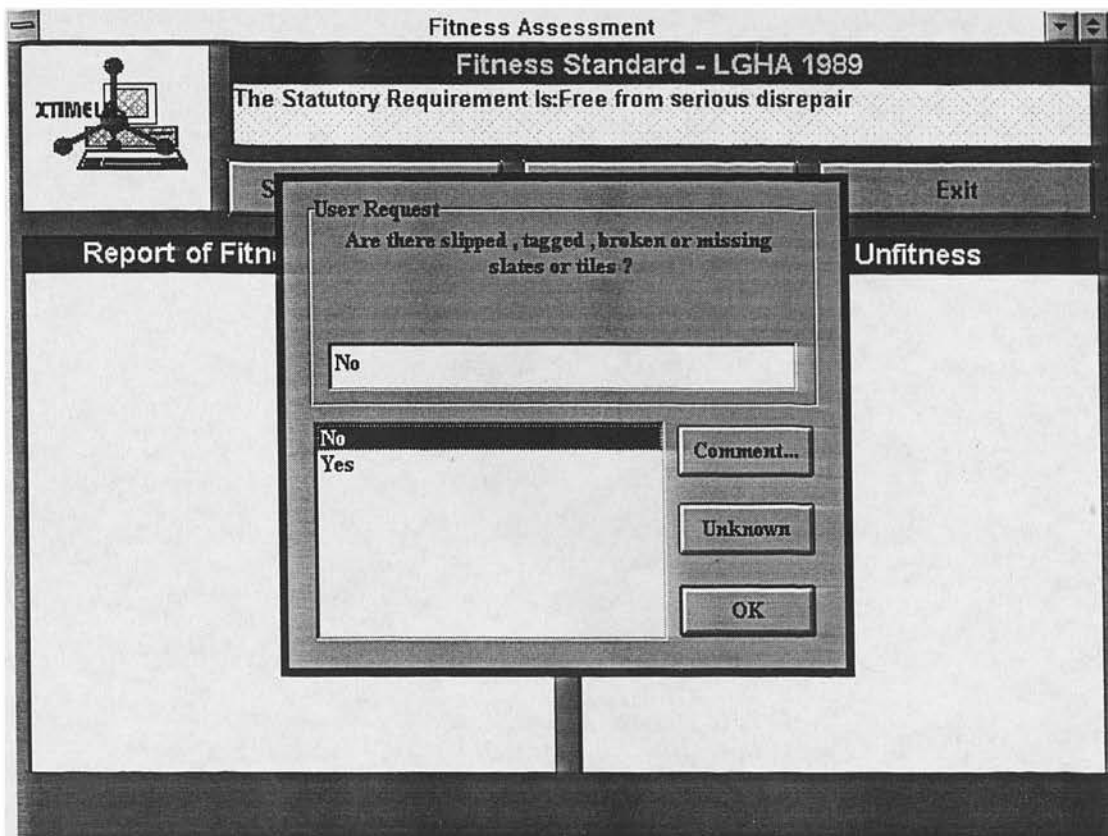 Fitness Assessment
Fitness Standard - LGHA 1989
XTIMEL
The Statutory Requirement Is:Free from serious disrepair
S
Exit
User Request
Are there slipped , tagged , broken or missing
slates or tiles ?
Report of Fitn
Unfitness
No
No
Yes
Comment...
Unknown
OK